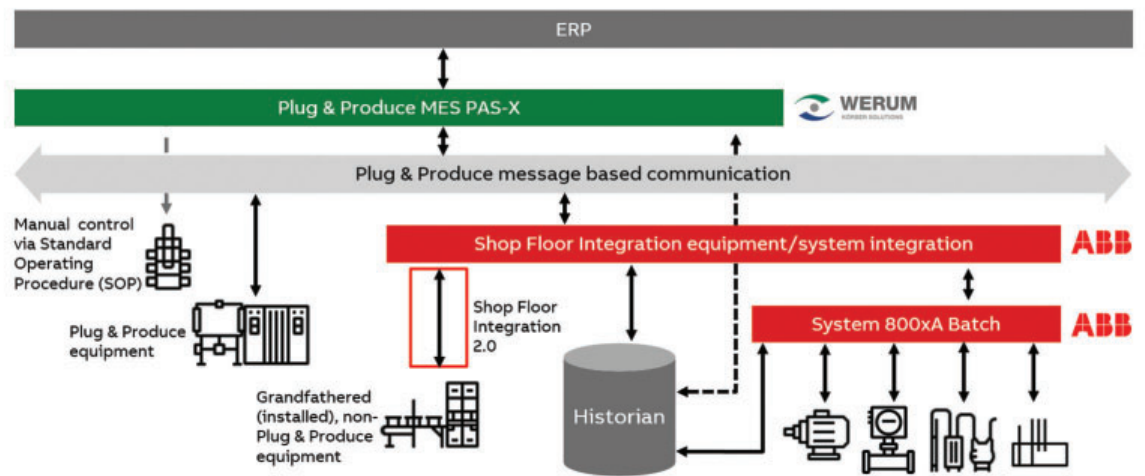 ERP
Plug & Produce MES PAS-X
WERUM
KÖRBER SOLUTIONS
Plug & Produce message based communication
Manual control
via Standard
Operating
Procedure (SOP)
Shop Floor Integration equipment/system integration
ABB
Plug & Produce
equipment
Shop Floor
Integration
2.0
System 800xA Batch
ABB
Grandfathered
(installed), non-
Plug & Produce
equipment
Historian